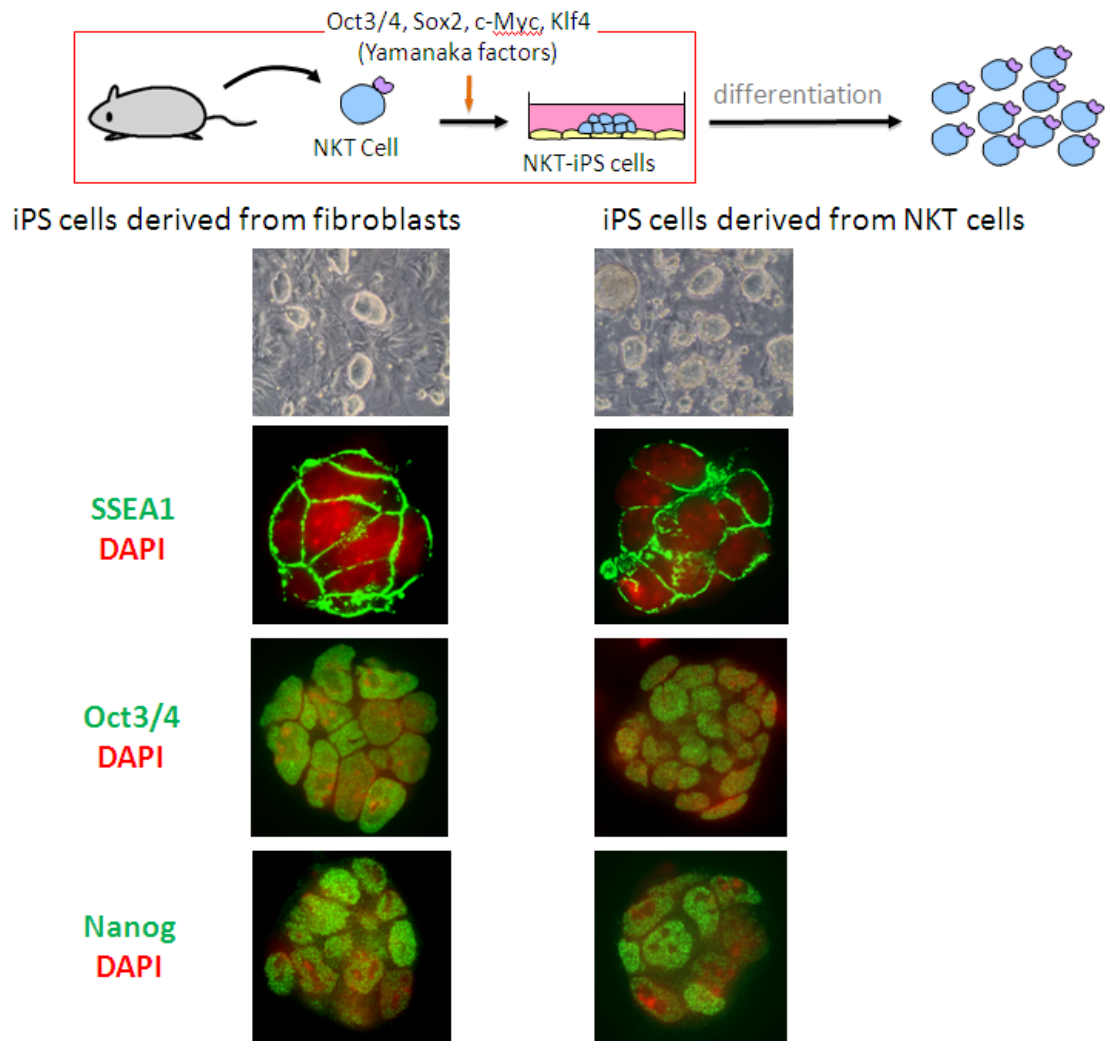 Oct3/4, Sox2, c-Myc, Klf4
(Yamanaka factors)
differentiation
NKT Cell
NKT-iPS cells
iPS cells derived from fibroblasts
iPS cells derived from NKT cells
SSEA1
DAPI
Oct3/4
DAPI
Nanog
DAPI